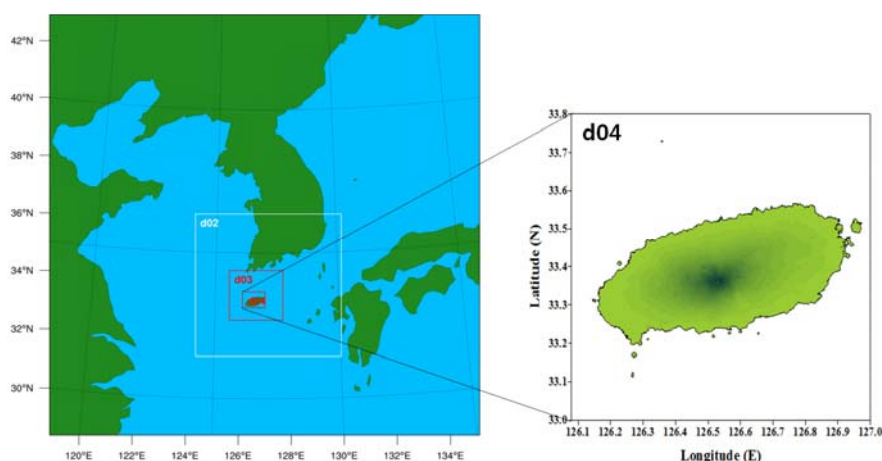 42°N
40°N
38°N
36°N
34°N
32°N
30°N
120°E
122°E
124°E
126°E
128°E
130°E
132°E
134°E
d02
d03
d04
33.8
33.7
33.6
33.5
33.4
33.3
33.2
33.1
33.0
Latitude (N)
126.1 126.2 126.3 126.4 126.5 126.6 126.7 126.8 126.9 127.0
Longitude (E)